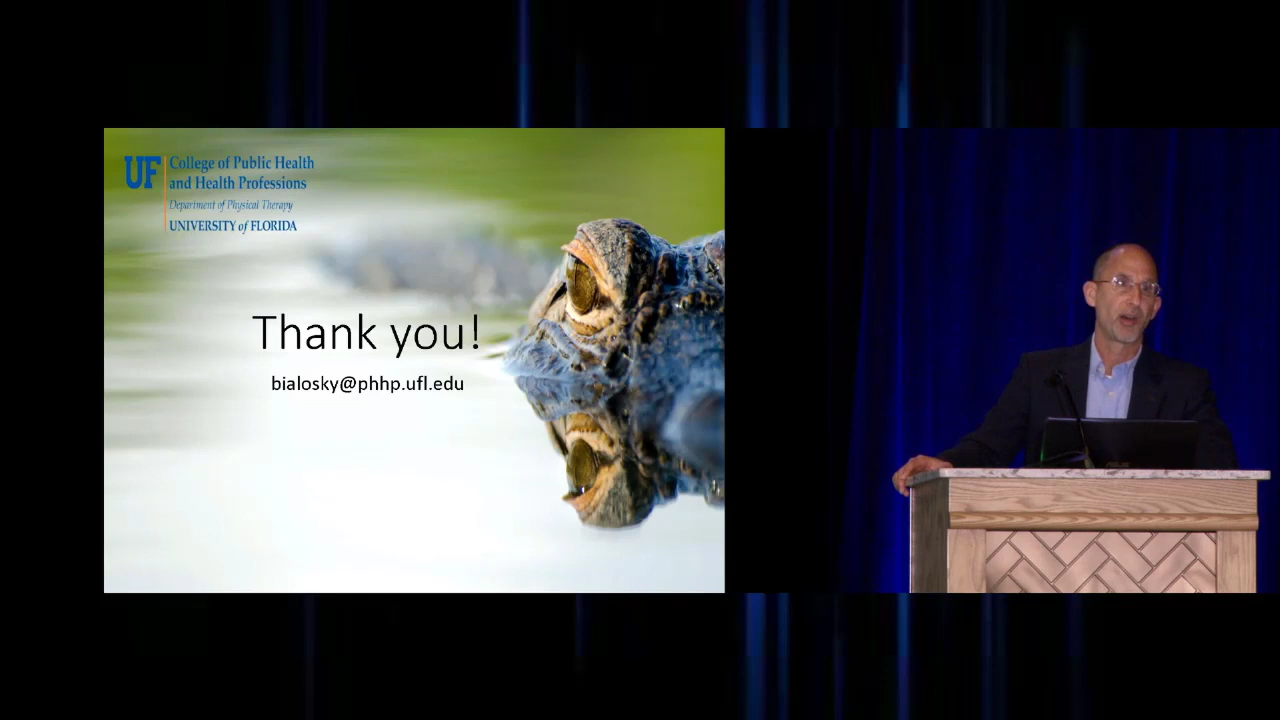 UF
College of Public Health
and Health Professions
Department of Physical Therapy
UNIVERSITY of FLORIDA
Thank you!
bialosky@phhp.ufl.edu